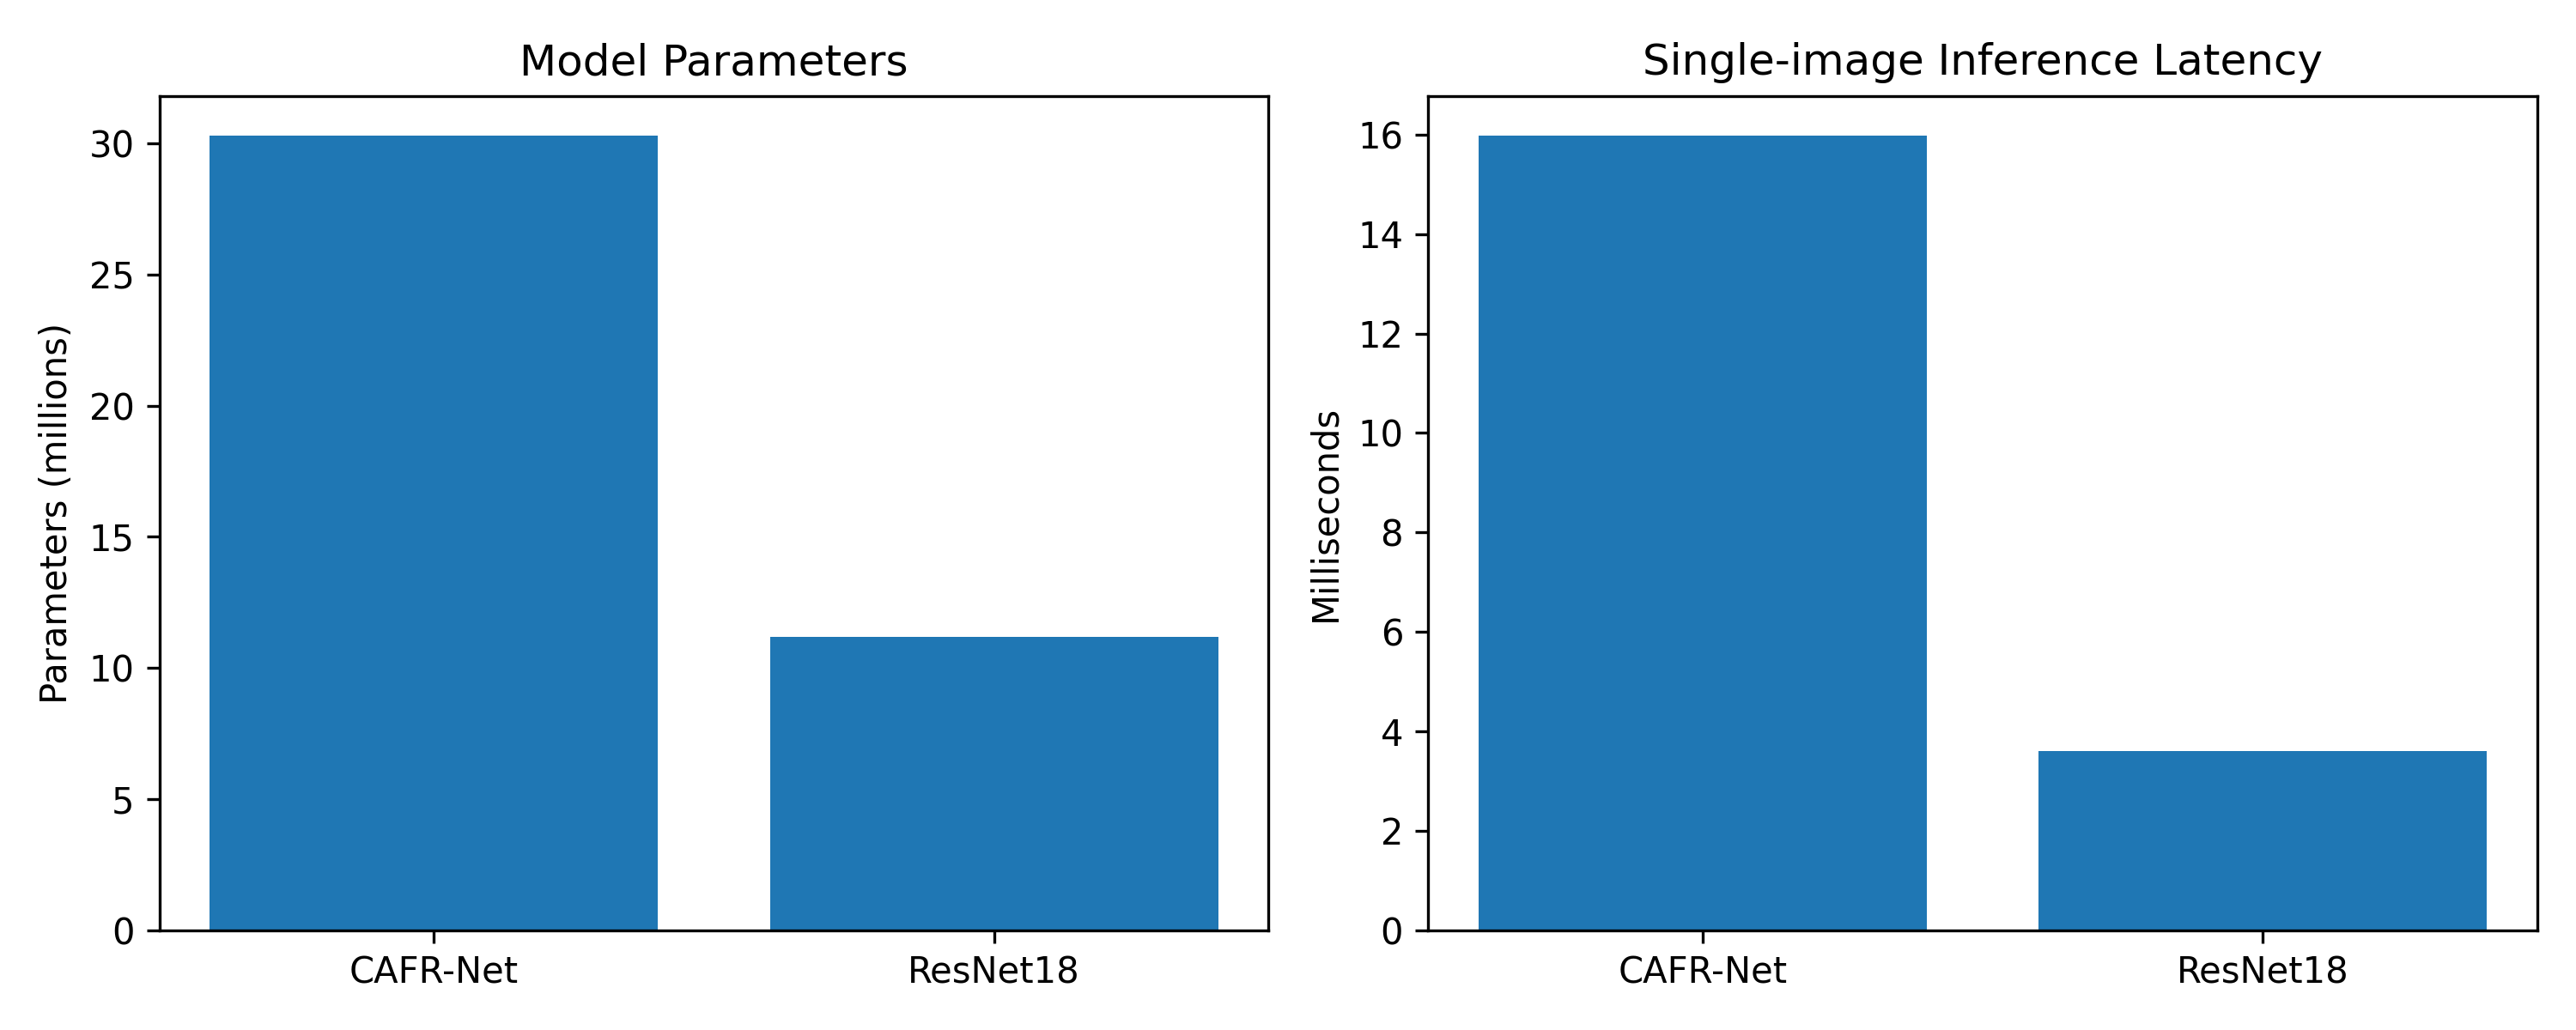 Model Parameters
Parameters (millions)
30
25
20
15
10
5
0
CAFR-Net
ResNet18
Single-image Inference Latency
Milliseconds
16
14
12
10
8
6
4
2
0
CAFR-Net
ResNet18